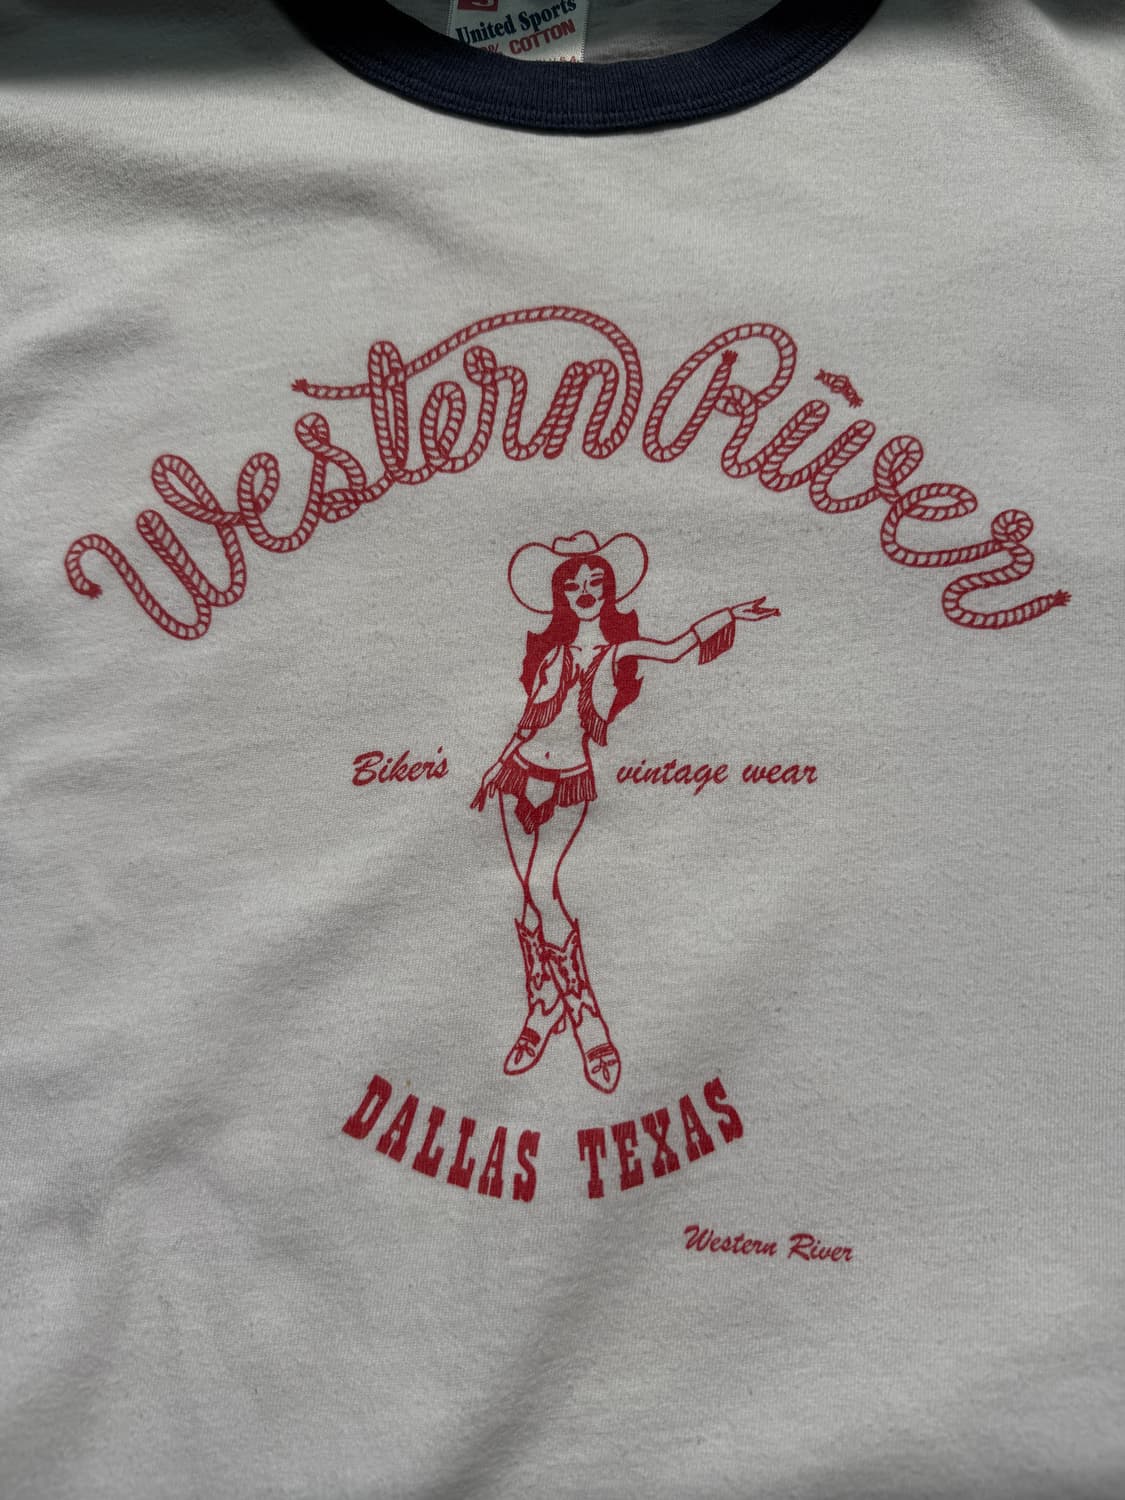 United Sports
COTTON
Western River
Biker's vintage wear
DALLAS TEXAS
Western River